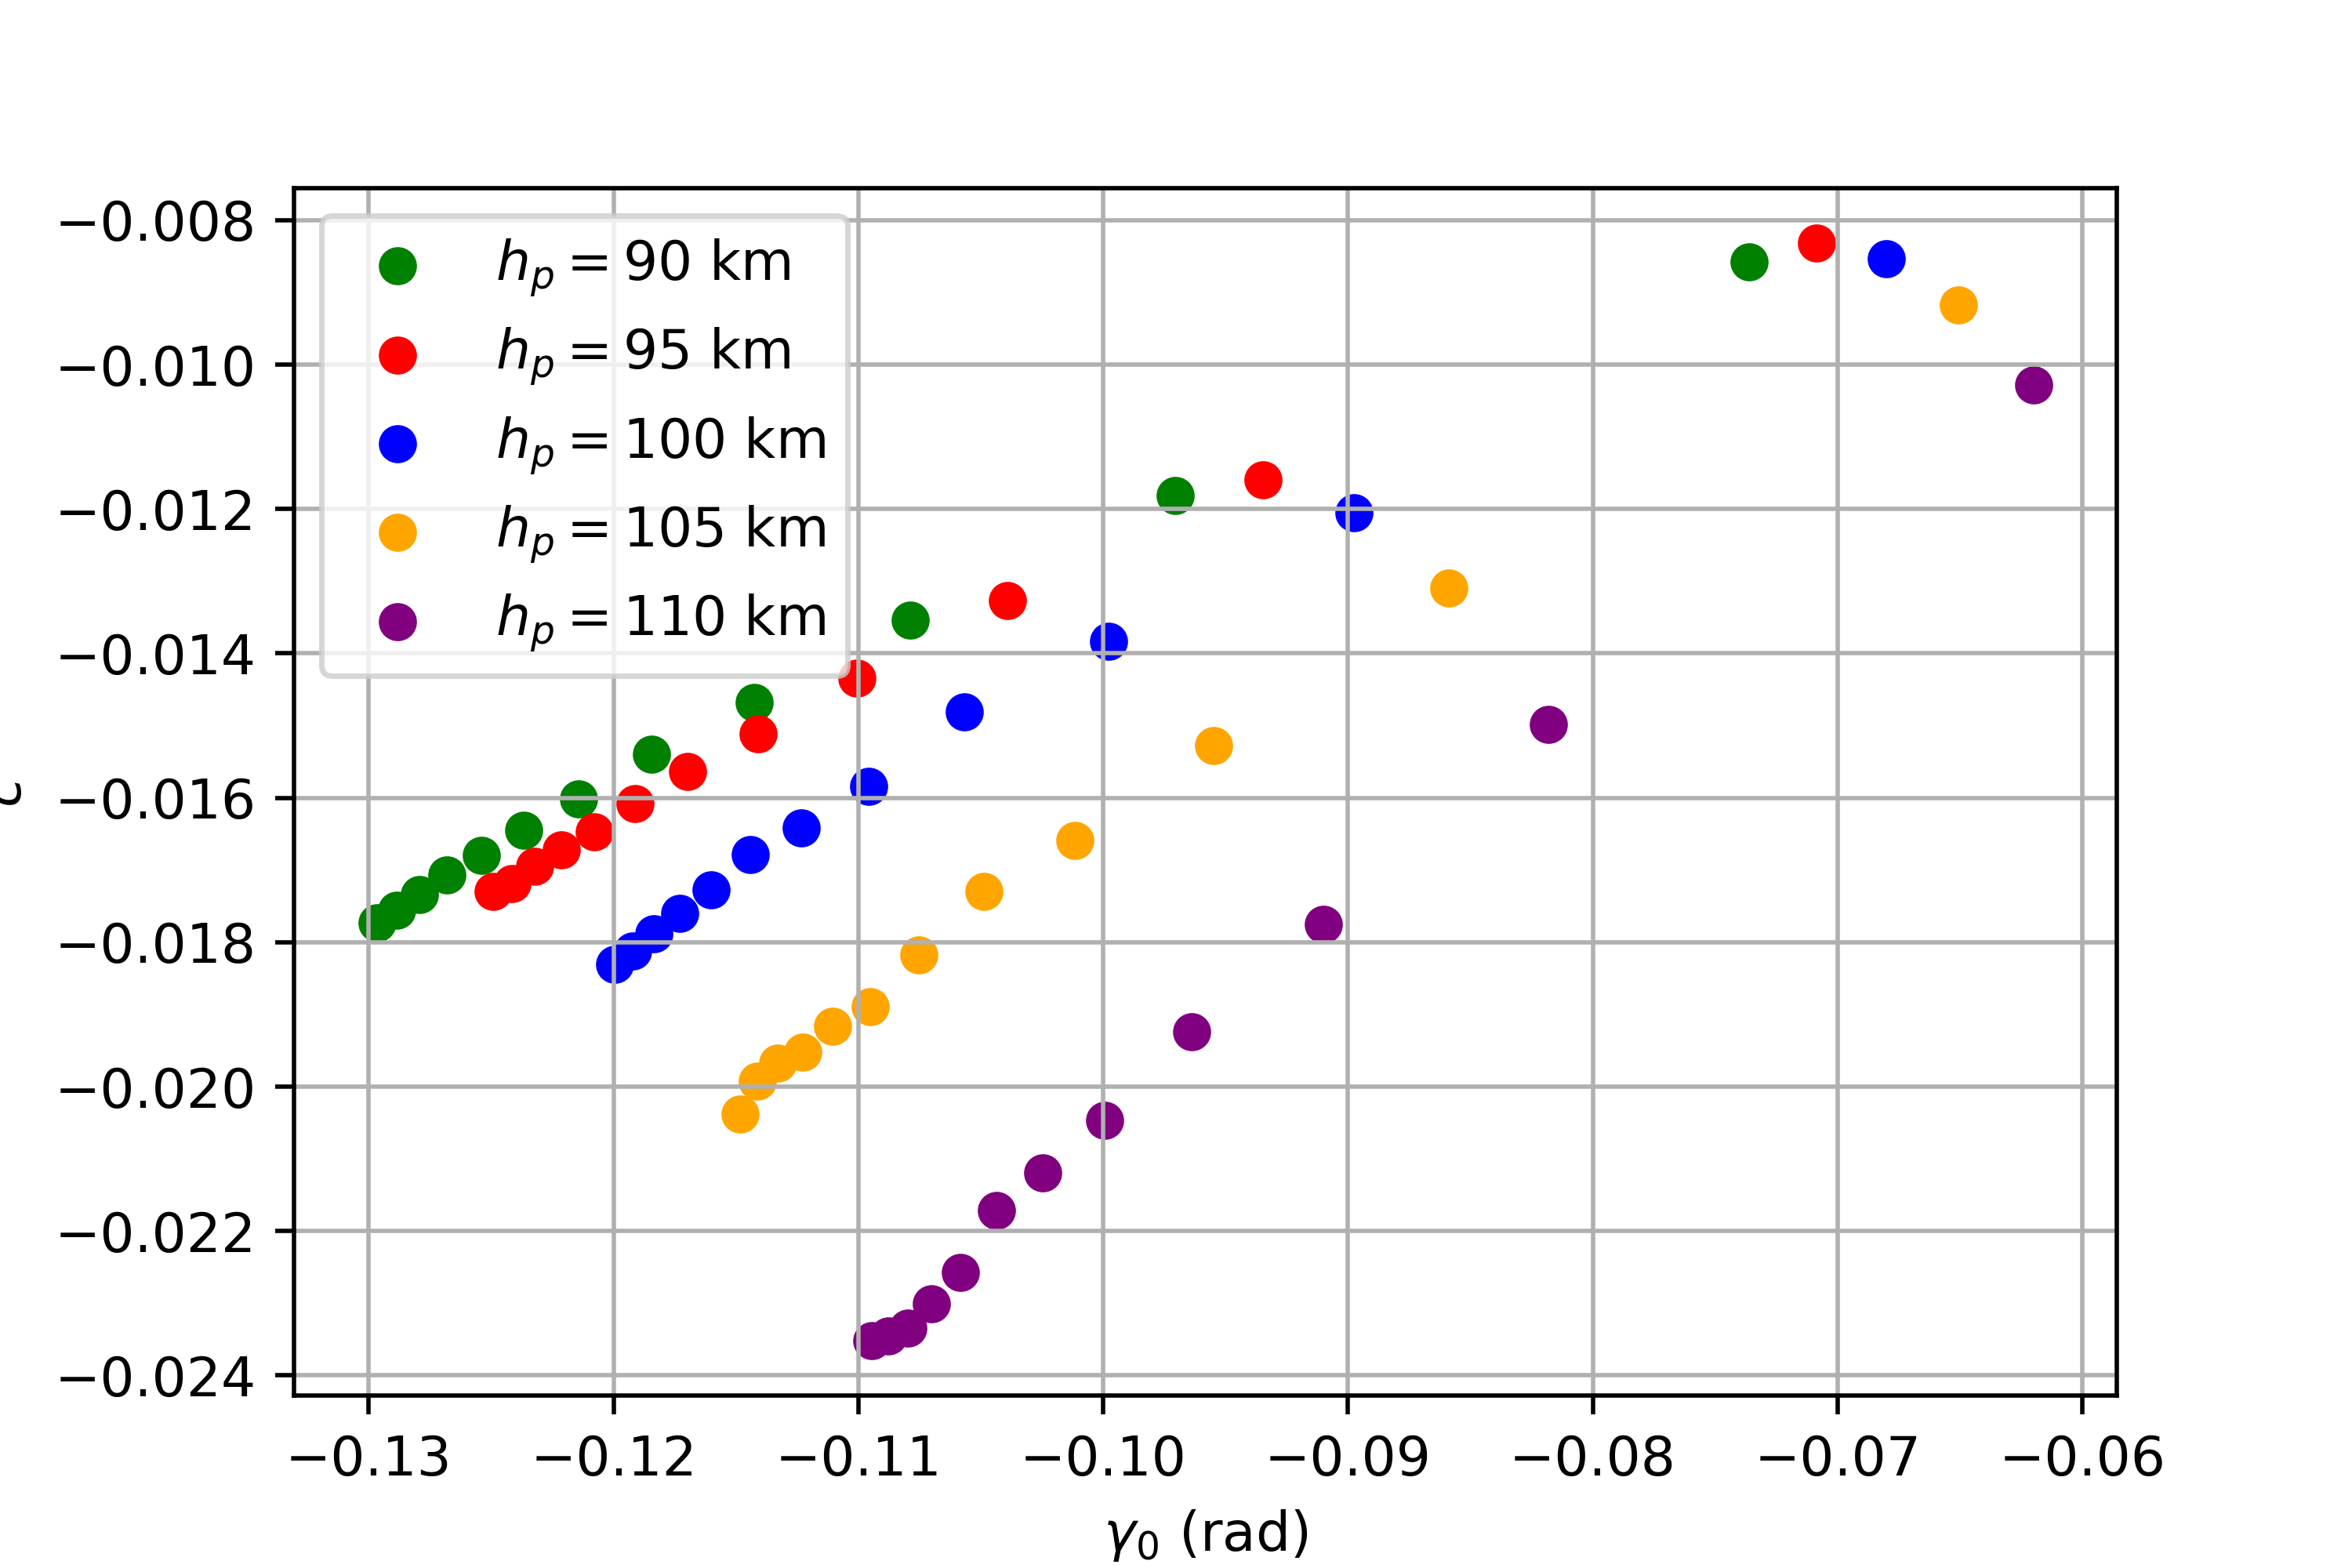 −0.008
−0.010
−0.012
−0.014
−0.016
−0.018
−0.020
−0.022
−0.024
h_p = 90 km
h_p = 95 km
h_p = 100 km
h_p = 105 km
h_p = 110 km
−0.13 −0.12 −0.11 −0.10 −0.09 −0.08 −0.07 −0.06
γ₀ (rad)